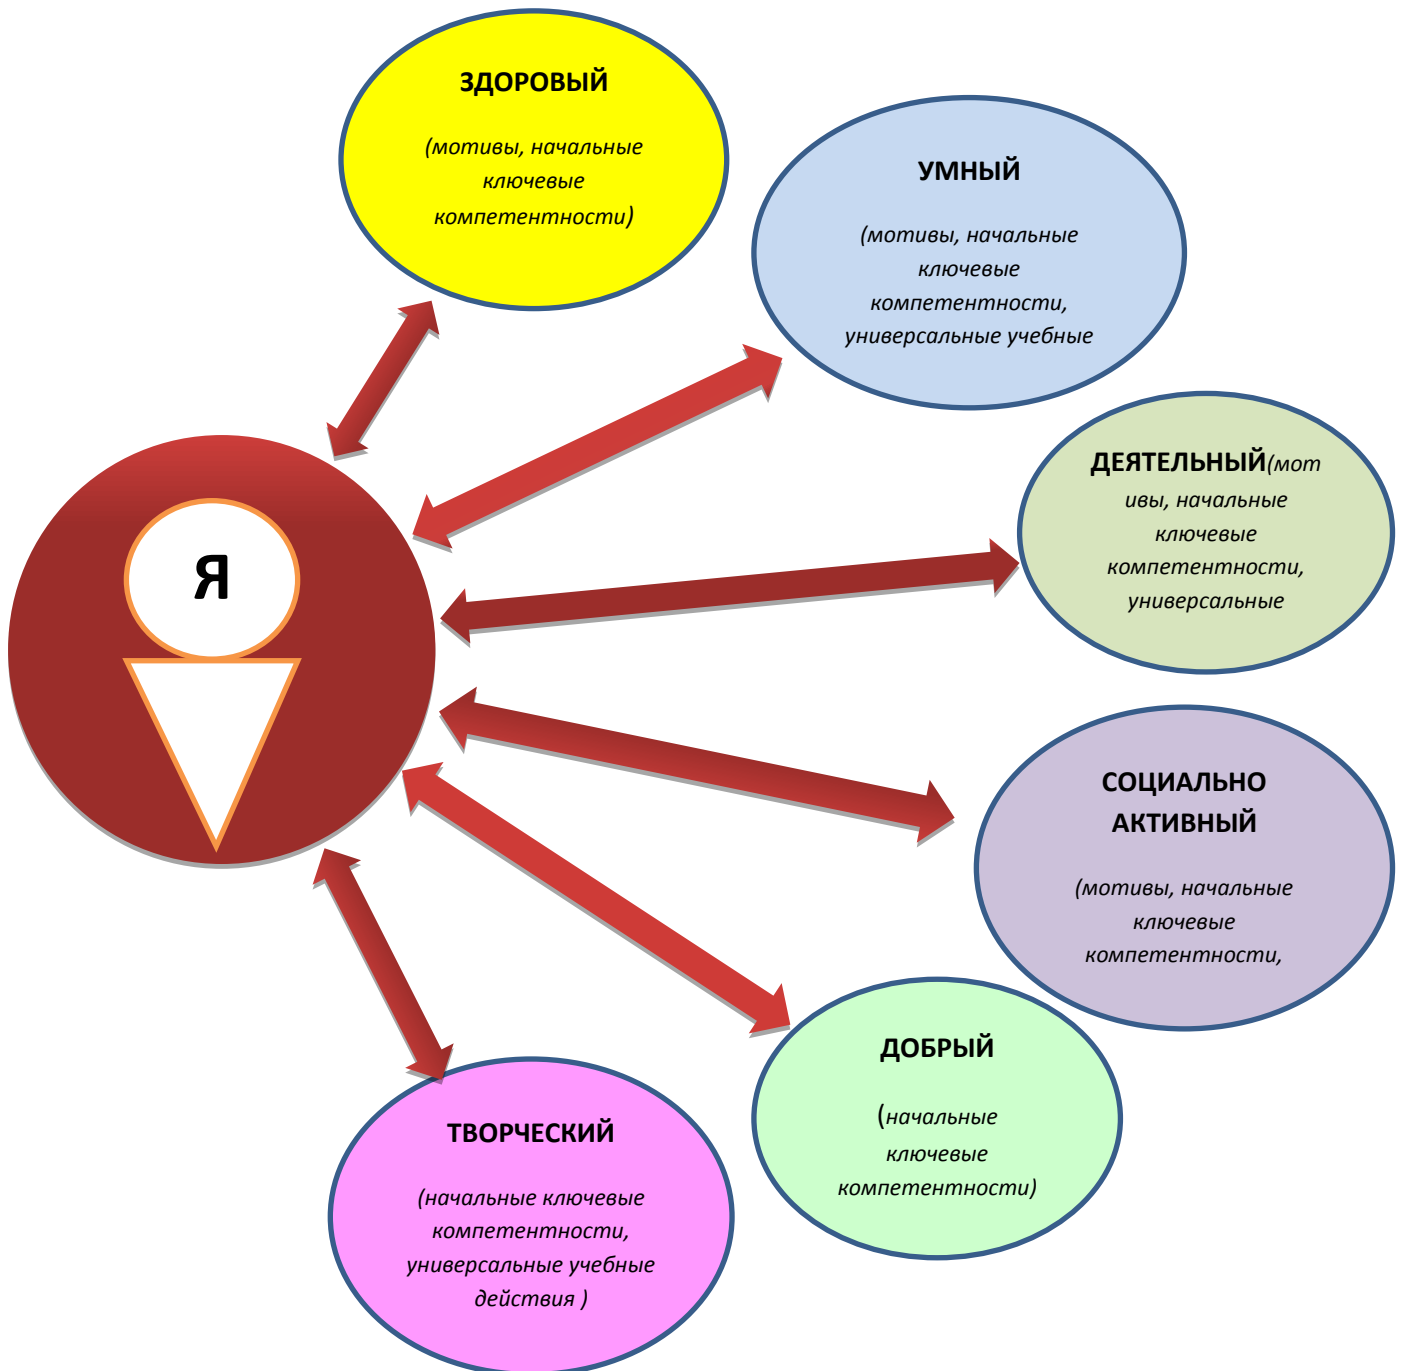 ЗДОРОВЫЙ
(мотивы, начальные
ключевые
компетентности)
УМНЫЙ
(мотивы, начальные
ключевые
компетентности,
универсальные учебные
ДЕЯТЕЛЬНЫЙ(мот
ивы, начальные
ключевые
компетентности,
универсальные
Я
СОЦИАЛЬНО
АКТИВНЫЙ
(мотивы, начальные
ключевые
компетентности,
ДОБРЫЙ
(начальные
ключевые
компетентности)
ТВОРЧЕСКИЙ
(начальные ключевые
компетентности,
универсальные учебные
действия )